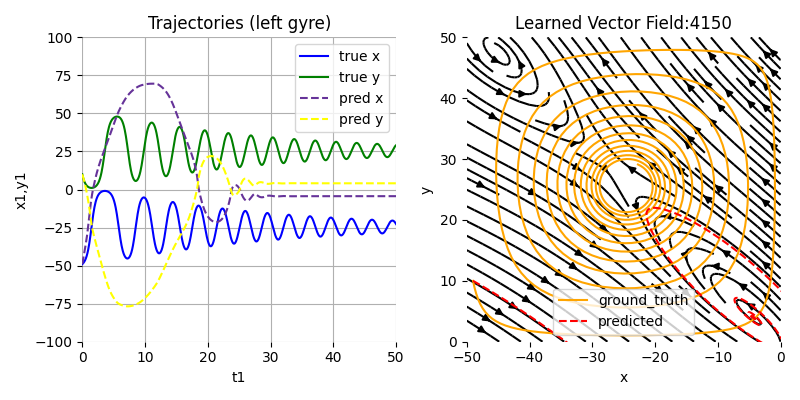 Trajectories (left gyre)
100
75
50
25
0
−25
−50
−75
−100
x1,y1
0
10
20
30
40
50
t1
true x
true y
pred x
pred y
Learned Vector Field:4150
50
40
30
20
10
0
y
−50
−40
−30
−20
−10
0
x
ground_truth
predicted